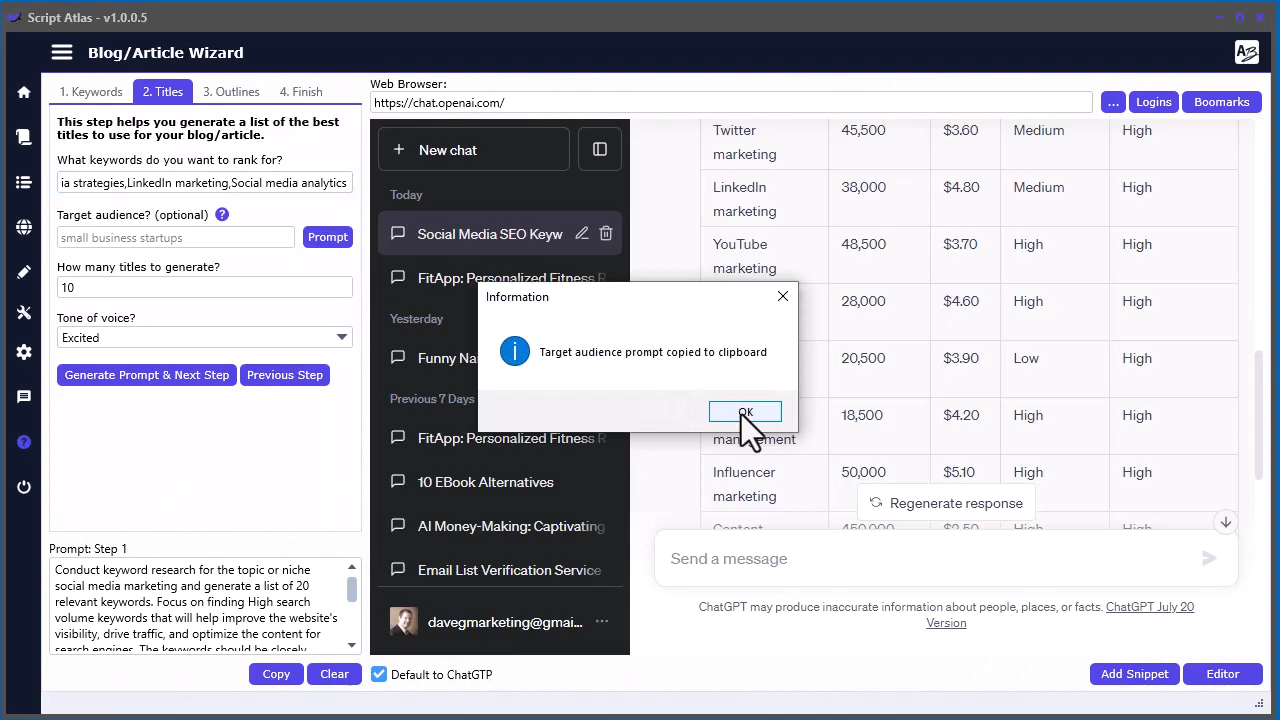 Script Atlas - v1.0.0.5
Blog/Article Wizard
1. Keywords
2. Titles
3. Outlines
4. Finish
This step helps you generate a list of the best
titles to use for your blog/article.
What keywords do you want to rank for?
ia strategies,LinkedIn marketing,Social media analytics
Target audience? (optional) ?
small business startups
Prompt
How many titles to generate?
10
Tone of voice?
Excited
Generate Prompt & Next Step
Previous Step
Prompt: Step 1
Conduct keyword research for the topic or niche
social media marketing and generate a list of 20
relevant keywords. Focus on finding High search
volume keywords that will help improve the website's
visibility, drive traffic, and optimize the content for
search engines. The keywords should be closely
Copy
Clear
Web Browser:
https://chat.openai.com/
...
Logins
Boomarks
+ New chat
Today
Social Media SEO Keyw
FitApp: Personalized Fitness R
Yesterday
Funny Na
Previous 7 Days
FitApp: Personalized Fitness R
10 EBook Alternatives
AI Money-Making: Captivating
Email List Verification Service
davegmarketing@gmai...
...
Twitter marketing 45,500 $3.60 Medium High
LinkedIn marketing 38,000 $4.80 Medium High
YouTube marketing 48,500 $3.70 High High
28,000 $4.60 High High
20,500 $3.90 Low High
18,500 $4.20 High High
Influencer marketing 50,000 $5.10 High High
Information
Target audience prompt copied to clipboard
OK
Regenerate response
Send a message
ChatGPT may produce inaccurate information about people, places, or facts. ChatGPT July 20
Version
Default to ChatGTP
Add Snippet
Editor